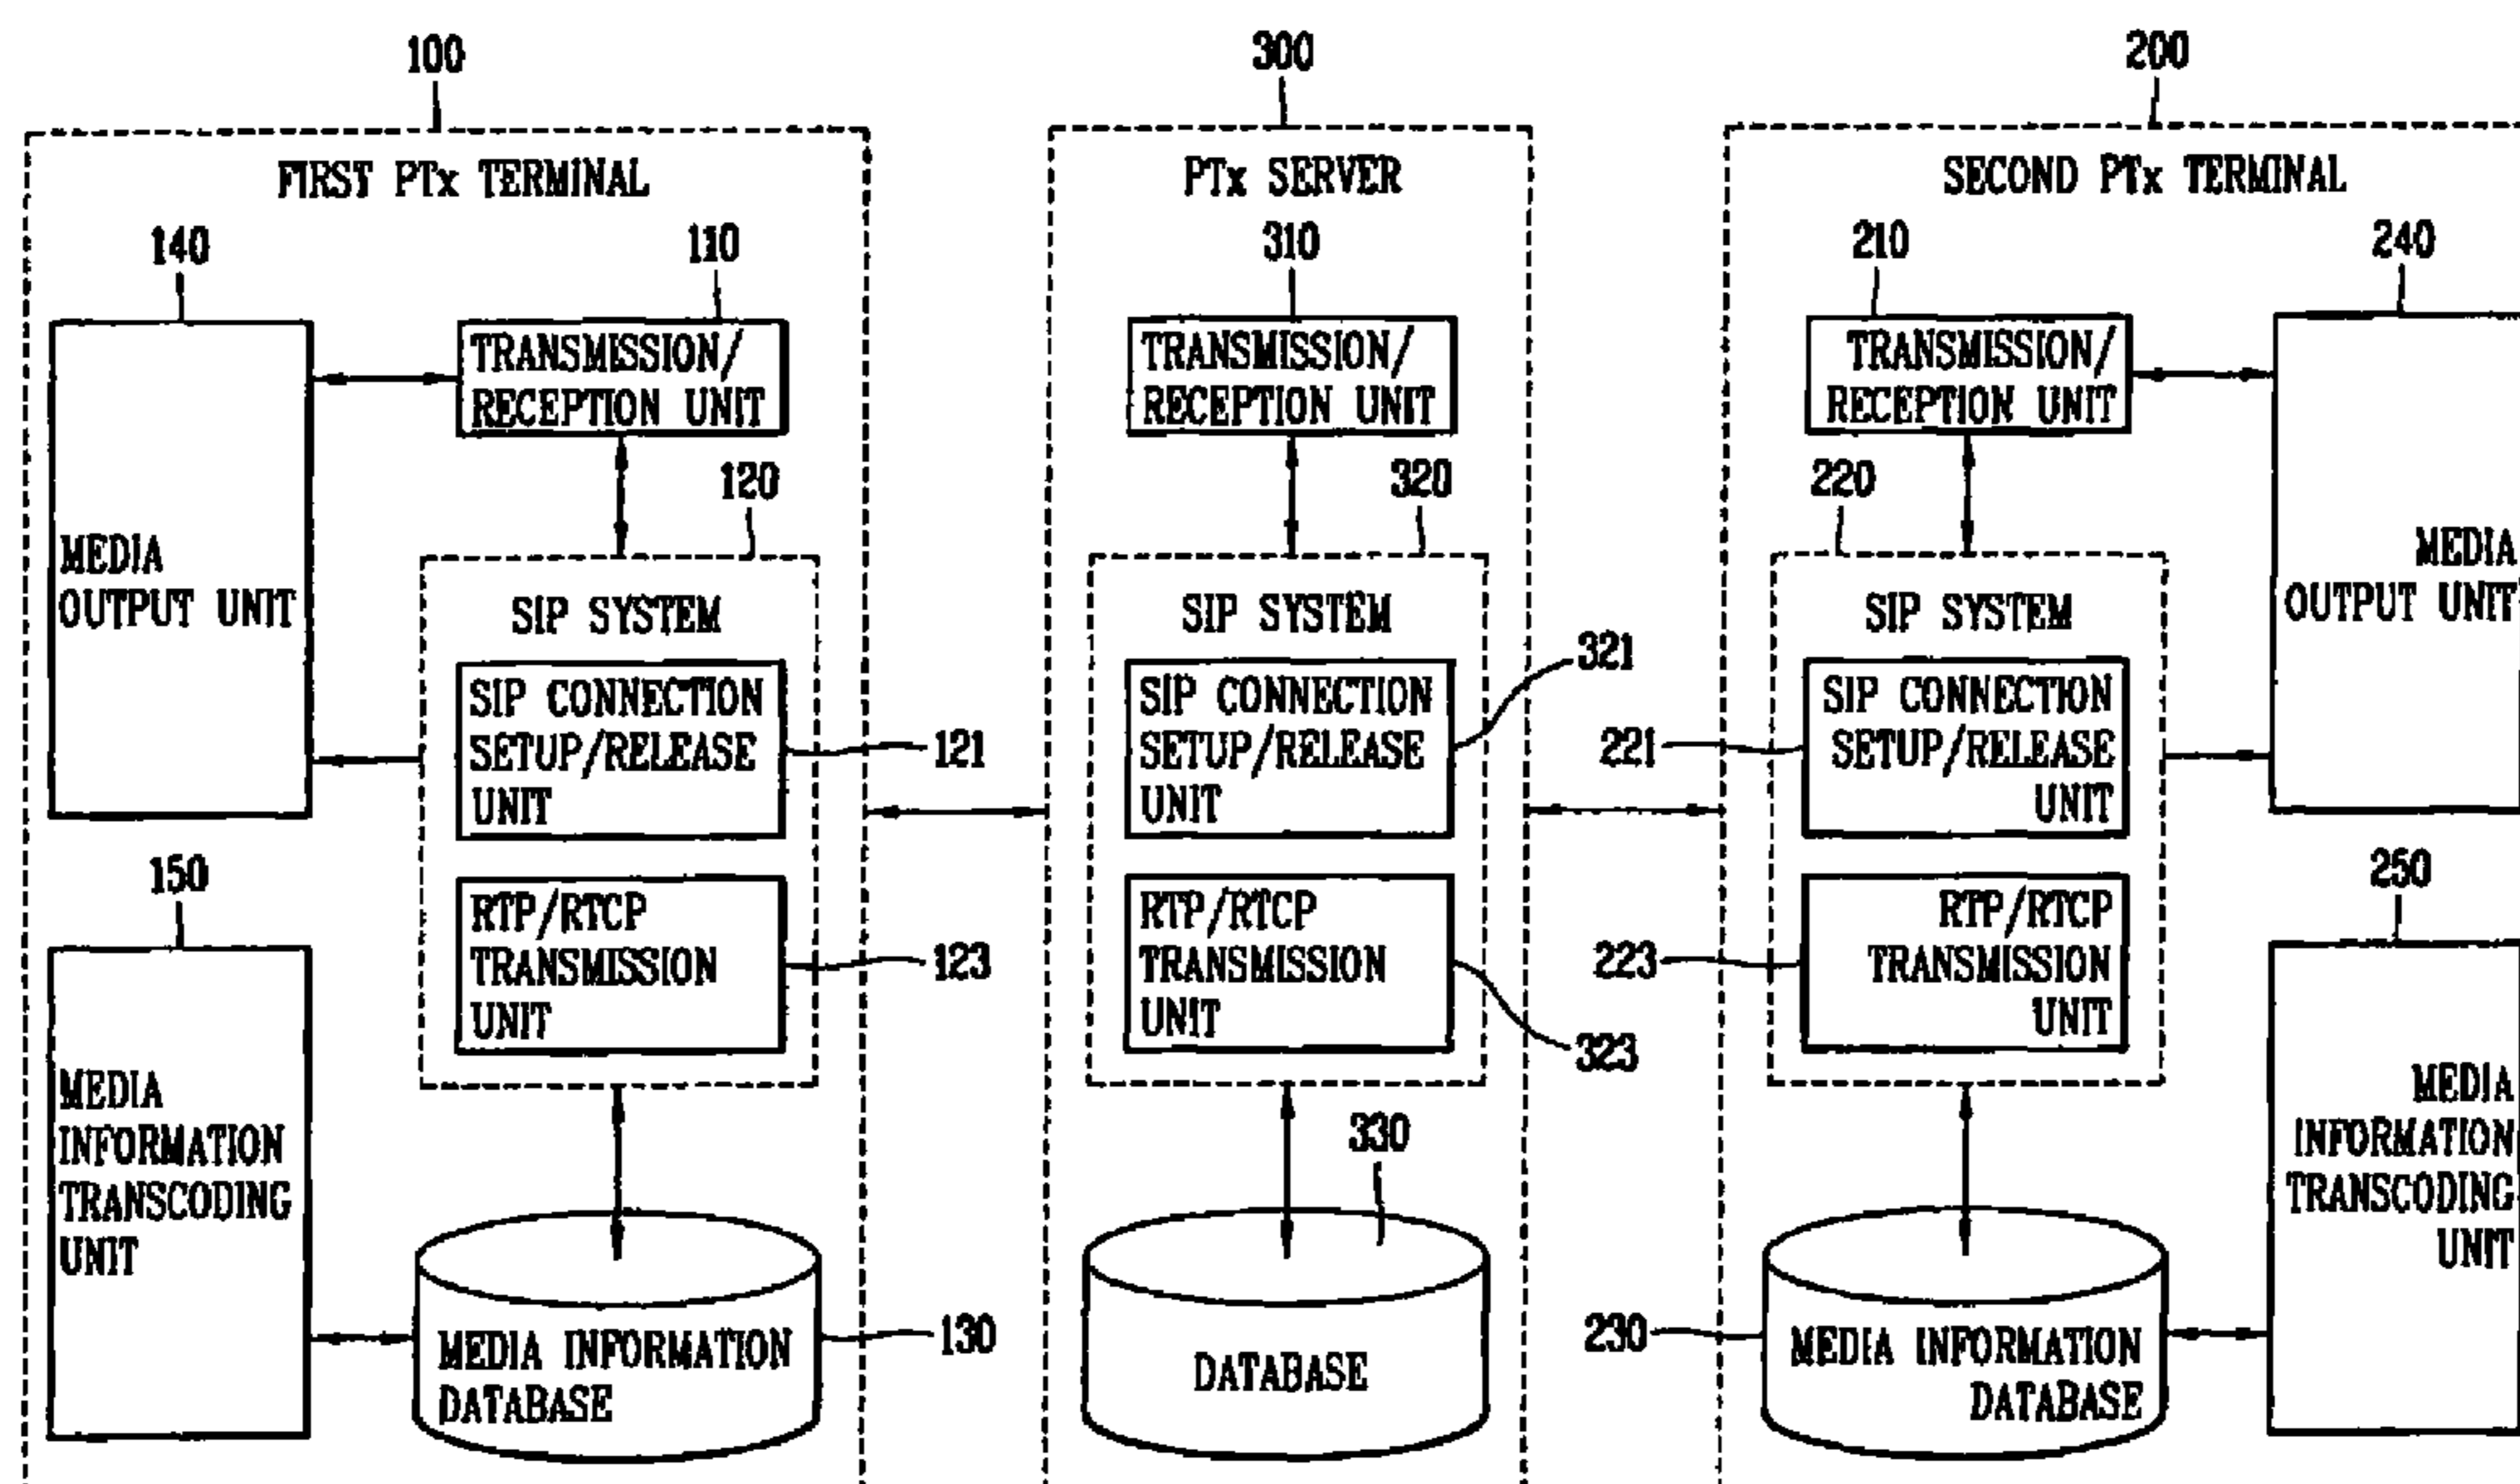 100
300
200
FIRST PTx TERMINAL
PTx SERVER
SECOND PTx TERMINAL
140
110
310
210
240
TRANSMISSION/
RECEPTION UNIT
TRANSMISSION/
RECEPTION UNIT
TRANSMISSION/
RECEPTION UNIT
120
320
220
MEDIA
OUTPUT UNIT
MEDIA
OUTPUT UNIT
SIP SYSTEM
SIP SYSTEM
SIP SYSTEM
SIP CONNECTION
SETUP/RELEASE
UNIT
121
SIP CONNECTION
SETUP/RELEASE
UNIT
321
221
SIP CONNECTION
SETUP/RELEASE
UNIT
150
250
RTP/RTCP
TRANSMISSION
UNIT
123
RTP/RTCP
TRANSMISSION
UNIT
323
223
RTP/RTCP
TRANSMISSION
UNIT
MEDIA
INFORMATION
TRANSCODING
UNIT
330
MEDIA
INFORMATION
TRANSCODING
UNIT
MEDIA INFORMATION
DATABASE
130
DATABASE
230
MEDIA INFORMATION
DATABASE